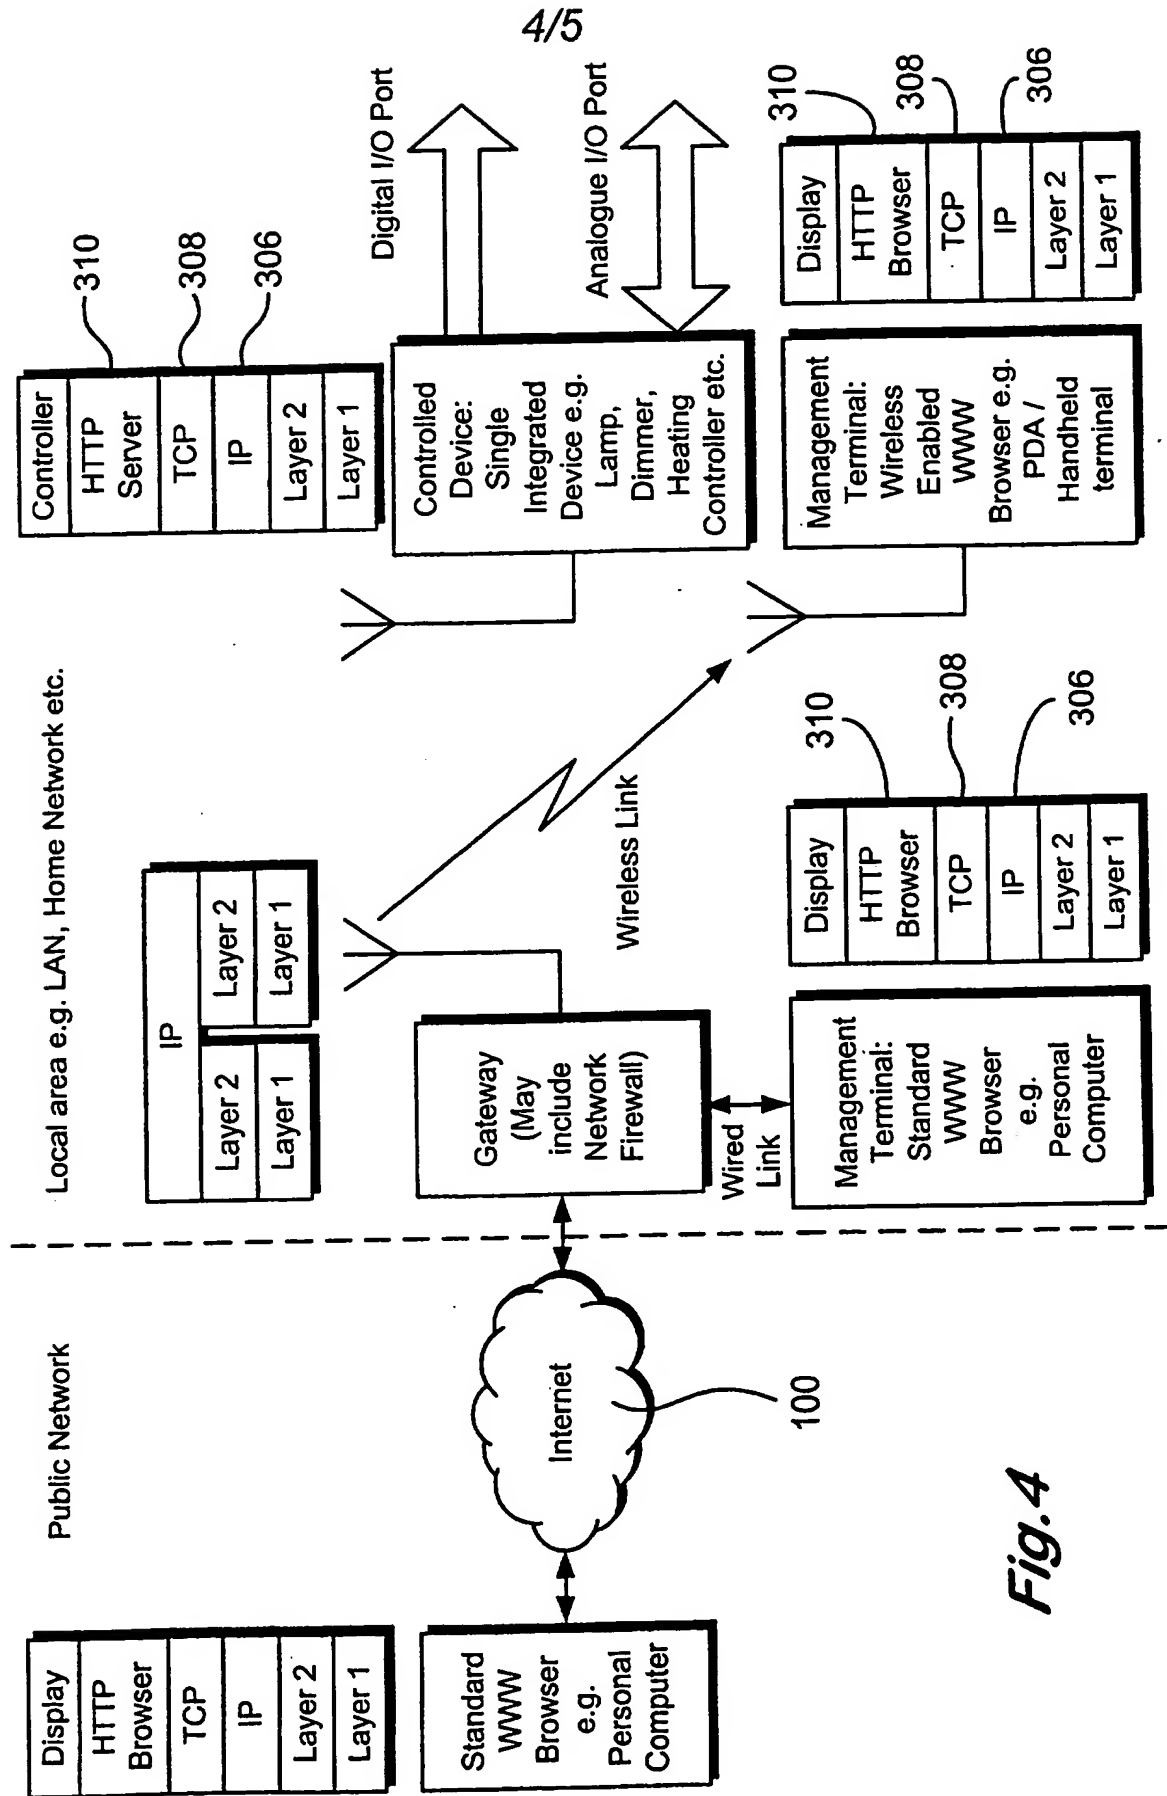 4/5
Public Network
Local area e.g. LAN, Home Network etc.
Display
HTTP
Browser
TCP
IP
Layer 2
Layer 1
Standard
WWW
Browser
e.g.
Personal
Computer
Internet
100
IP
Layer 2
Layer 2
Layer 1
Layer 1
Gateway
(May
include
Network
Firewall)
Wired
Link
Wireless Link
Management
Terminal:
Standard
WWW
Browser
e.g.
Personal
Computer
Display
HTTP
Browser
TCP
IP
Layer 2
Layer 1
310
308
306
Controller
HTTP
Server
TCP
IP
Layer 2
Layer 1
310
308
306
Controlled
Device:
Single
Integrated
Device e.g.
Lamp,
Dimmer,
Heating
Controller etc.
Digital I/O Port
Analogue I/O Port
Management
Terminal:
Wireless
Enabled
WWW
Browser e.g.
PDA /
Handheld
terminal
Display
HTTP
Browser
TCP
IP
Layer 2
Layer 1
310
308
306
Fig.4